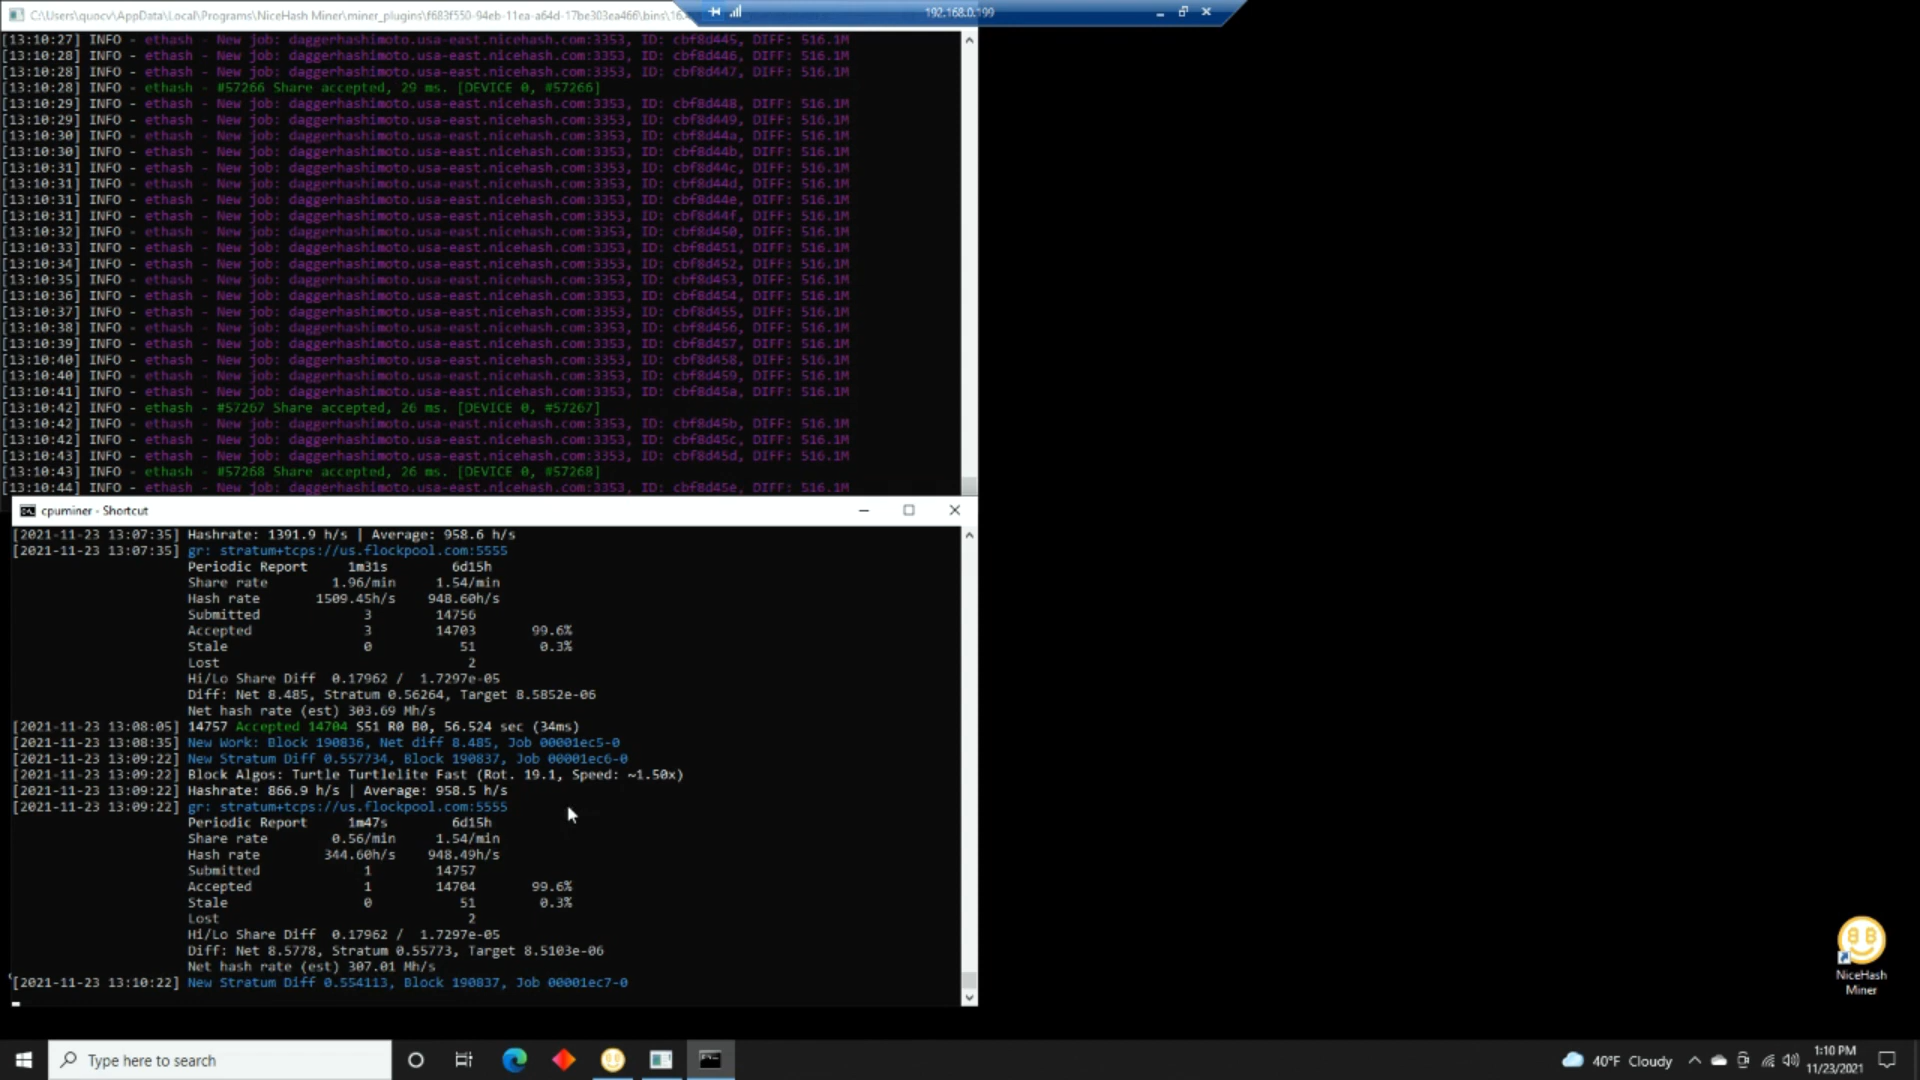 C:\Users\quocv\AppData\Local\Programs\NiceHash Miner\miner_plugins\f683f550-94eb-11ea-a64d-17be303ea466\bins\16.
192.168.0.199
[13:10:27] INFO - ethash - New job: daggerhashimoto.usa-east.nicehash.com:3353, ID: cbf8d445, DIFF: 516.1M
[13:10:28] INFO - ethash - New job: daggerhashimoto.usa-east.nicehash.com:3353, ID: cbf8d446, DIFF: 516.1M
[13:10:28] INFO - ethash - New job: daggerhashimoto.usa-east.nicehash.com:3353, ID: cbf8d447, DIFF: 516.1M
[13:10:28] INFO - ethash - #57266 Share accepted, 29 ms. [DEVICE 0, #57266]
[13:10:29] INFO - ethash - New job: daggerhashimoto.usa-east.nicehash.com:3353, ID: cbf8d448, DIFF: 516.1M
[13:10:29] INFO - ethash - New job: daggerhashimoto.usa-east.nicehash.com:3353, ID: cbf8d449, DIFF: 516.1M
[13:10:30] INFO - ethash - New job: daggerhashimoto.usa-east.nicehash.com:3353, ID: cbf8d44a, DIFF: 516.1M
[13:10:30] INFO - ethash - New job: daggerhashimoto.usa-east.nicehash.com:3353, ID: cbf8d44b, DIFF: 516.1M
[13:10:31] INFO - ethash - New job: daggerhashimoto.usa-east.nicehash.com:3353, ID: cbf8d44c, DIFF: 516.1M
[13:10:31] INFO - ethash - New job: daggerhashimoto.usa-east.nicehash.com:3353, ID: cbf8d44d, DIFF: 516.1M
[13:10:31] INFO - ethash - New job: daggerhashimoto.usa-east.nicehash.com:3353, ID: cbf8d44e, DIFF: 516.1M
[13:10:31] INFO - ethash - New job: daggerhashimoto.usa-east.nicehash.com:3353, ID: cbf8d44f, DIFF: 516.1M
[13:10:32] INFO - ethash - New job: daggerhashimoto.usa-east.nicehash.com:3353, ID: cbf8d450, DIFF: 516.1M
[13:10:33] INFO - ethash - New job: daggerhashimoto.usa-east.nicehash.com:3353, ID: cbf8d451, DIFF: 516.1M
[13:10:34] INFO - ethash - New job: daggerhashimoto.usa-east.nicehash.com:3353, ID: cbf8d452, DIFF: 516.1M
[13:10:35] INFO - ethash - New job: daggerhashimoto.usa-east.nicehash.com:3353, ID: cbf8d453, DIFF: 516.1M
[13:10:36] INFO - ethash - New job: daggerhashimoto.usa-east.nicehash.com:3353, ID: cbf8d454, DIFF: 516.1M
[13:10:37] INFO - ethash - New job: daggerhashimoto.usa-east.nicehash.com:3353, ID: cbf8d455, DIFF: 516.1M
[13:10:38] INFO - ethash - New job: daggerhashimoto.usa-east.nicehash.com:3353, ID: cbf8d456, DIFF: 516.1M
[13:10:39] INFO - ethash - New job: daggerhashimoto.usa-east.nicehash.com:3353, ID: cbf8d457, DIFF: 516.1M
[13:10:40] INFO - ethash - New job: daggerhashimoto.usa-east.nicehash.com:3353, ID: cbf8d458, DIFF: 516.1M
[13:10:40] INFO - ethash - New job: daggerhashimoto.usa-east.nicehash.com:3353, ID: cbf8d459, DIFF: 516.1M
[13:10:41] INFO - ethash - New job: daggerhashimoto.usa-east.nicehash.com:3353, ID: cbf8d45a, DIFF: 516.1M
[13:10:42] INFO - ethash - #57267 Share accepted, 26 ms. [DEVICE 0, #57267]
[13:10:42] INFO - ethash - New job: daggerhashimoto.usa-east.nicehash.com:3353, ID: cbf8d45b, DIFF: 516.1M
[13:10:42] INFO - ethash - New job: daggerhashimoto.usa-east.nicehash.com:3353, ID: cbf8d45c, DIFF: 516.1M
[13:10:43] INFO - ethash - New job: daggerhashimoto.usa-east.nicehash.com:3353, ID: cbf8d45d, DIFF: 516.1M
[13:10:43] INFO - ethash - #57268 Share accepted, 26 ms. [DEVICE 0, #57268]
[13:10:44] INFO - ethash - New job: daggerhashimoto.usa-east.nicehash.com:3353, ID: cbf8d45e, DIFF: 516.1M
cpuminer - Shortcut
[2021-11-23 13:07:35] Hashrate: 1391.9 h/s | Average: 958.6 h/s
[2021-11-23 13:07:35] gr: stratum+tcps://us.flockpool.com:5555
Periodic Report 1m31s 6d15h
Share rate 1.96/min 1.54/min
Hash rate 1509.45h/s 948.60h/s
Submitted 3 14756
Accepted 3 14703 99.6%
Stale 0 51 0.3%
Lost 2
Hi/Lo Share Diff 0.17962 / 1.7297e-05
Diff: Net 8.485, Stratum 0.56264, Target 8.5852e-06
Net hash rate (est) 303.69 Mh/s
[2021-11-23 13:08:05] 14757 Accepted 14704 S51 R0 B0, 56.524 sec (34ms)
[2021-11-23 13:08:35] New Work: Block 190836, Net diff 8.485, Job 00001ec5-0
[2021-11-23 13:09:22] New Stratum Diff 0.557734, Block 190837, Job 00001ec6-0
[2021-11-23 13:09:22] Block Algos: Turtle Turtlelite Fast (Rot. 19.1, Speed: ~1.50x)
[2021-11-23 13:09:22] Hashrate: 866.9 h/s | Average: 958.5 h/s
[2021-11-23 13:09:22] gr: stratum+tcps://us.flockpool.com:5555
Periodic Report 1m47s 6d15h
Share rate 0.56/min 1.54/min
Hash rate 344.60h/s 948.49h/s
Submitted 1 14757
Accepted 1 14704 99.6%
Stale 0 51 0.3%
Lost 2
Hi/Lo Share Diff 0.17962 / 1.7297e-05
Diff: Net 8.5778, Stratum 0.55773, Target 8.5103e-06
Net hash rate (est) 307.01 Mh/s
[2021-11-23 13:10:22] New Stratum Diff 0.554113, Block 190837, Job 00001ec7-0
NiceHash
Miner
Type here to search
40°F Cloudy
1:10 PM
11/23/2021